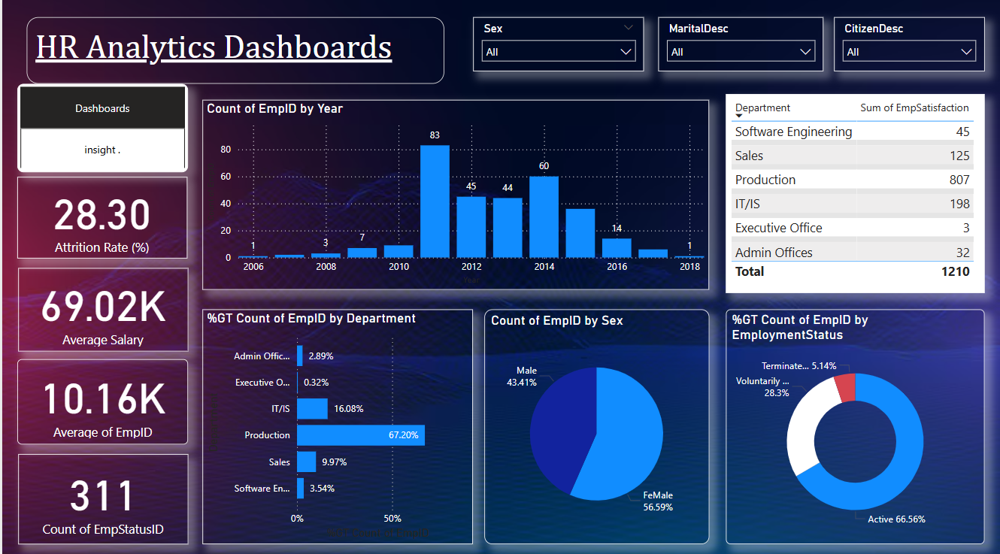 HR Analytics Dashboards
Sex
All
MaritalDesc
All
CitizenDesc
All
Dashboards
insight .
28.30
Attrition Rate (%)
69.02K
Average Salary
10.16K
Average of EmpID
311
Count of EmpStatusID
Count of EmpID by Year
80
60
40
20
0
1
3
7
83
45
44
60
14
1
2006
2008
2010
2012
2014
2016
2018
Year
Department Sum of EmpSatisfaction
Software Engineering 45
Sales 125
Production 807
IT/IS 198
Executive Office 3
Admin Offices 32
Total 1210
%GT Count of EmpID by Department
Admin Offic... 2.89%
Executive O... 0.32%
IT/IS 16.08%
Production 67.20%
Sales 9.97%
Software En... 3.54%
0% 50%
Count of EmpID by Sex
Male
43.41%
FeMale
56.59%
%GT Count of EmpID by
EmploymentStatus
Terminate... 5.14%
Voluntarily ...
28.3%
Active 66.56%